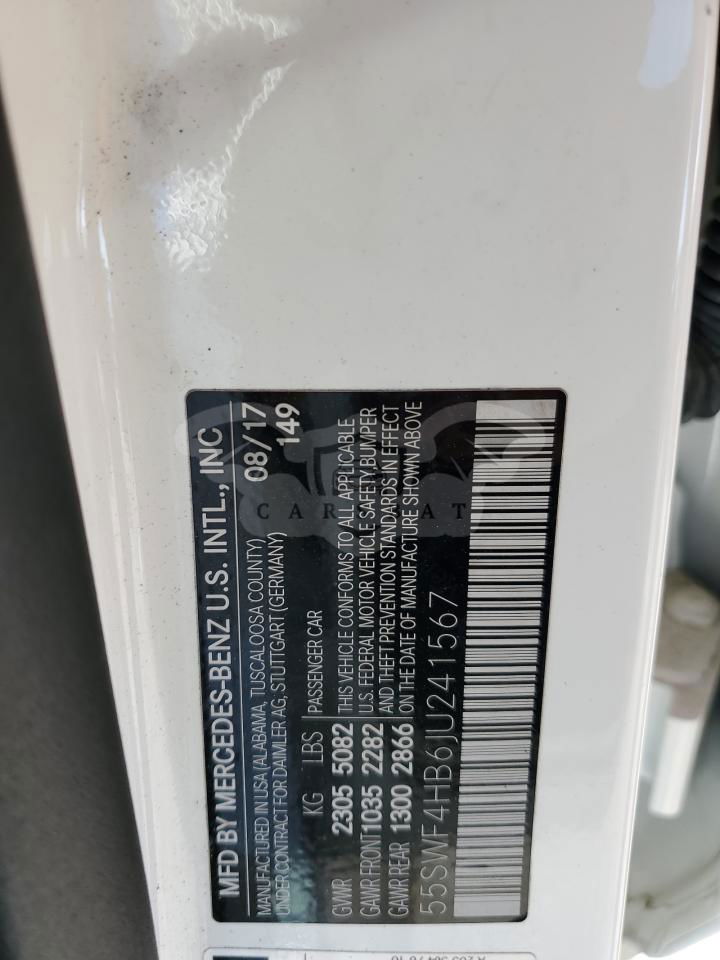 MFD BY MERCEDES-BENZ U.S. INTL., INC
MANUFACTURED IN USA (ALABAMA, TUSCALOOSA COUNTY) 08/17
UNDER CONTRACT FOR DAIMLER AG, STUTTGART (GERMANY) 149
KG LBS PASSENGER CAR
GVWR 2305 5082 THIS VEHICLE CONFORMS TO ALL APPLICABLE
GAWR FRONT 1035 2282 U.S. FEDERAL MOTOR VEHICLE SAFETY, BUMPER
GAWR REAR 1300 2866 AND THEFT PREVENTION STANDARDS IN EFFECT
ON THE DATE OF MANUFACTURE SHOWN ABOVE
55SWF4HB6JU241567